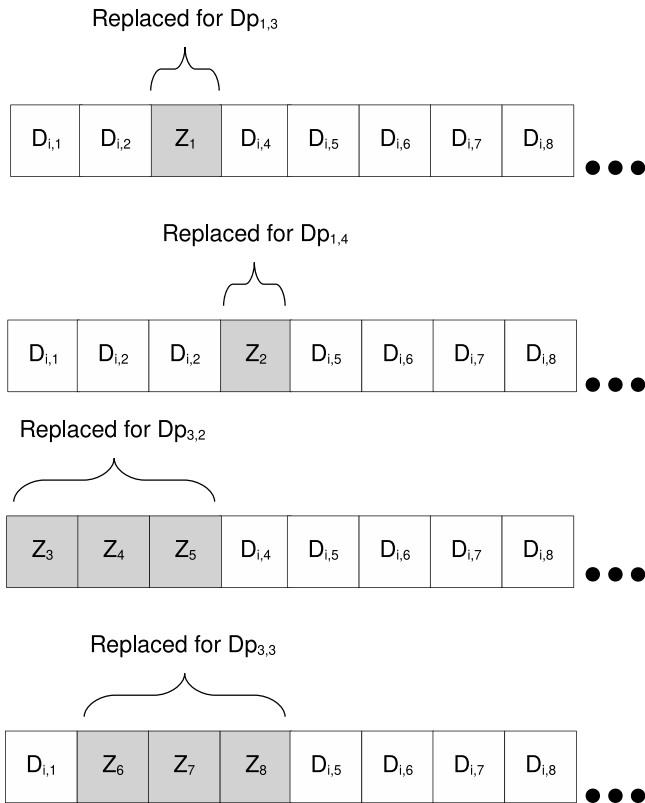 Replaced for Dp1,3
Di,1 Di,2 Z1 Di,4 Di,5 Di,6 Di,7 Di,8
Replaced for Dp1,4
Di,1 Di,2 Di,2 Z2 Di,5 Di,6 Di,7 Di,8
Replaced for Dp3,2
Z3 Z4 Z5 Di,4 Di,5 Di,6 Di,7 Di,8
Replaced for Dp3,3
Di,1 Z6 Z7 Z8 Di,5 Di,6 Di,7 Di,8